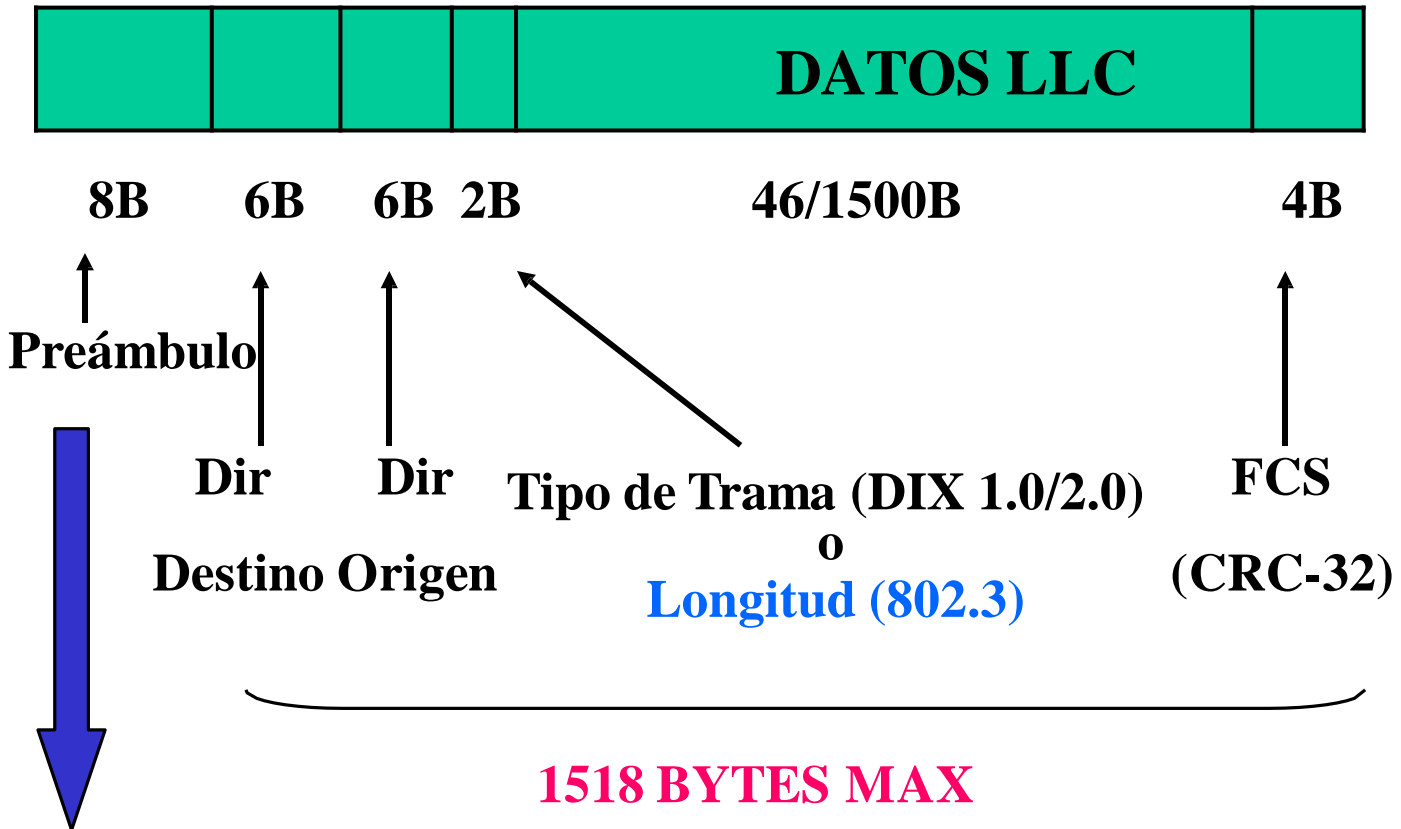 DATOS LLC
8B 6B 6B 2B 46/1500B 4B
Preámbulo
Dir Dir Tipo de Trama (DIX 1.0/2.0) FCS
o
Destino Origen Longitud (802.3) (CRC-32)
1518 BYTES MAX